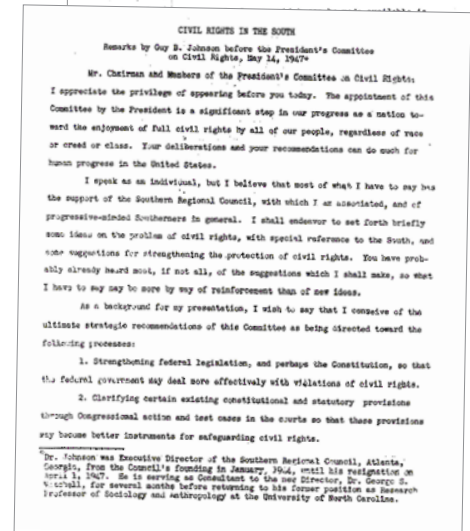 CIVIL RIGHTS IN THE SOUTH
Remarks by Guy B. Johnson before the President's Committee
on Civil Rights, May 14, 1947*
Mr. Chairman and Members of the President's Committee on Civil Rights:
I appreciate the privilege of appearing before you today. The appointment of this
Committee by the President is a significant step in our progress as a nation to-
ward the enjoyment of full civil rights by all of our people, regardless of race
or creed or class. Your deliberations and your recommendations can do much for
human progress in the United States.
I speak as an individual, but I believe that most of what I have to say has
the support of the Southern Regional Council, with which I am associated, and of
progressive-minded Southerners in general. I shall endeavor to set forth briefly
some ideas on the problem of civil rights, with special reference to the South, and
some suggestions for strengthening the protection of civil rights. You have prob-
ably already heard most, if not all, of the suggestions which I shall make, so what
I have to say may be more by way of reinforcement than of new ideas.
As a background for my presentation, I wish to say that I conceive of the
ultimate strategic recommendations of this Committee as being directed toward the
following processes:
1. Strengthening federal legislation, and perhaps the Constitution, so that
the federal government may deal more effectively with violations of civil rights.
2. Clarifying certain existing constitutional and statutory provisions
through Congressional action and test cases in the courts so that these provisions
may become better instruments for safeguarding civil rights.
*Dr. Johnson was Executive Director of the Southern Regional Council, Atlanta,
Georgia, from the Council's founding in January, 1944, until his resignation on
April 1, 1947. He is serving as Consultant to the new Director, Dr. George S.
Mitchell, for several months before returning to his former position as Research
Professor of Sociology and Anthropology at the University of North Carolina.